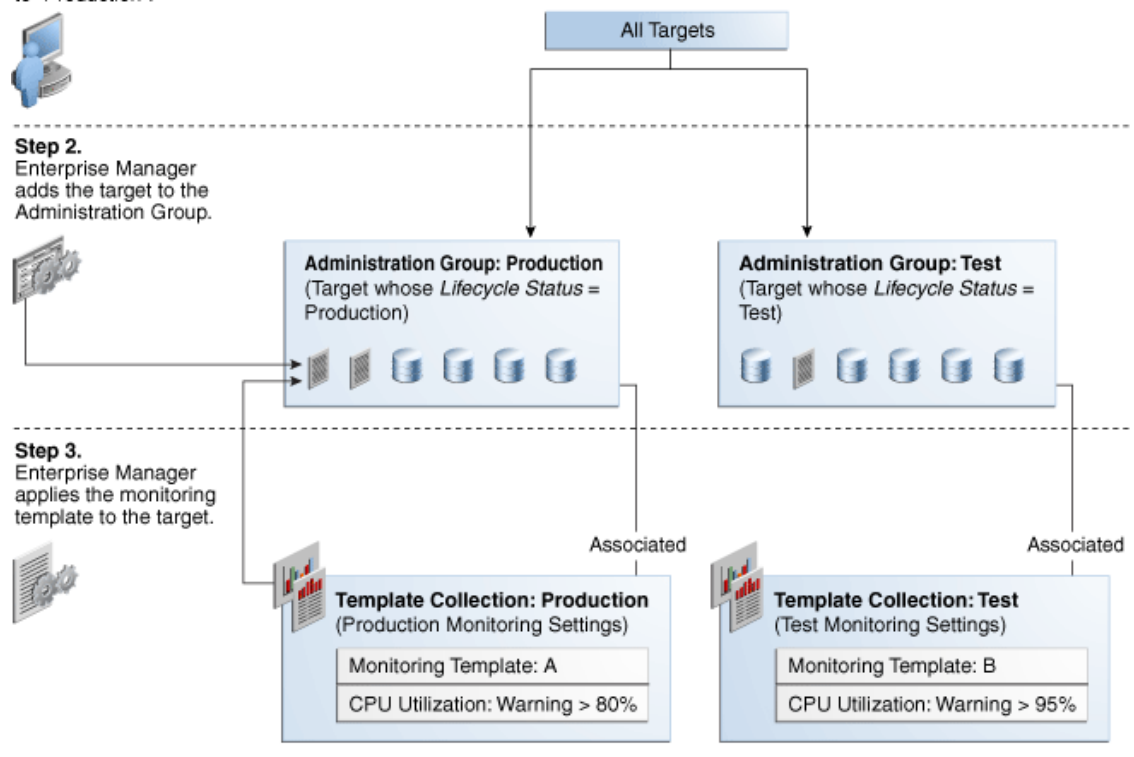 All Targets
Step 2.
Enterprise Manager
adds the target to the
Administration Group.
Administration Group: Production
(Target whose Lifecycle Status =
Production)
Administration Group: Test
(Target whose Lifecycle Status =
Test)
Step 3.
Enterprise Manager
applies the monitoring
template to the target.
Associated
Associated
Template Collection: Production
(Production Monitoring Settings)
Monitoring Template: A
CPU Utilization: Warning > 80%
Template Collection: Test
(Test Monitoring Settings)
Monitoring Template: B
CPU Utilization: Warning > 95%